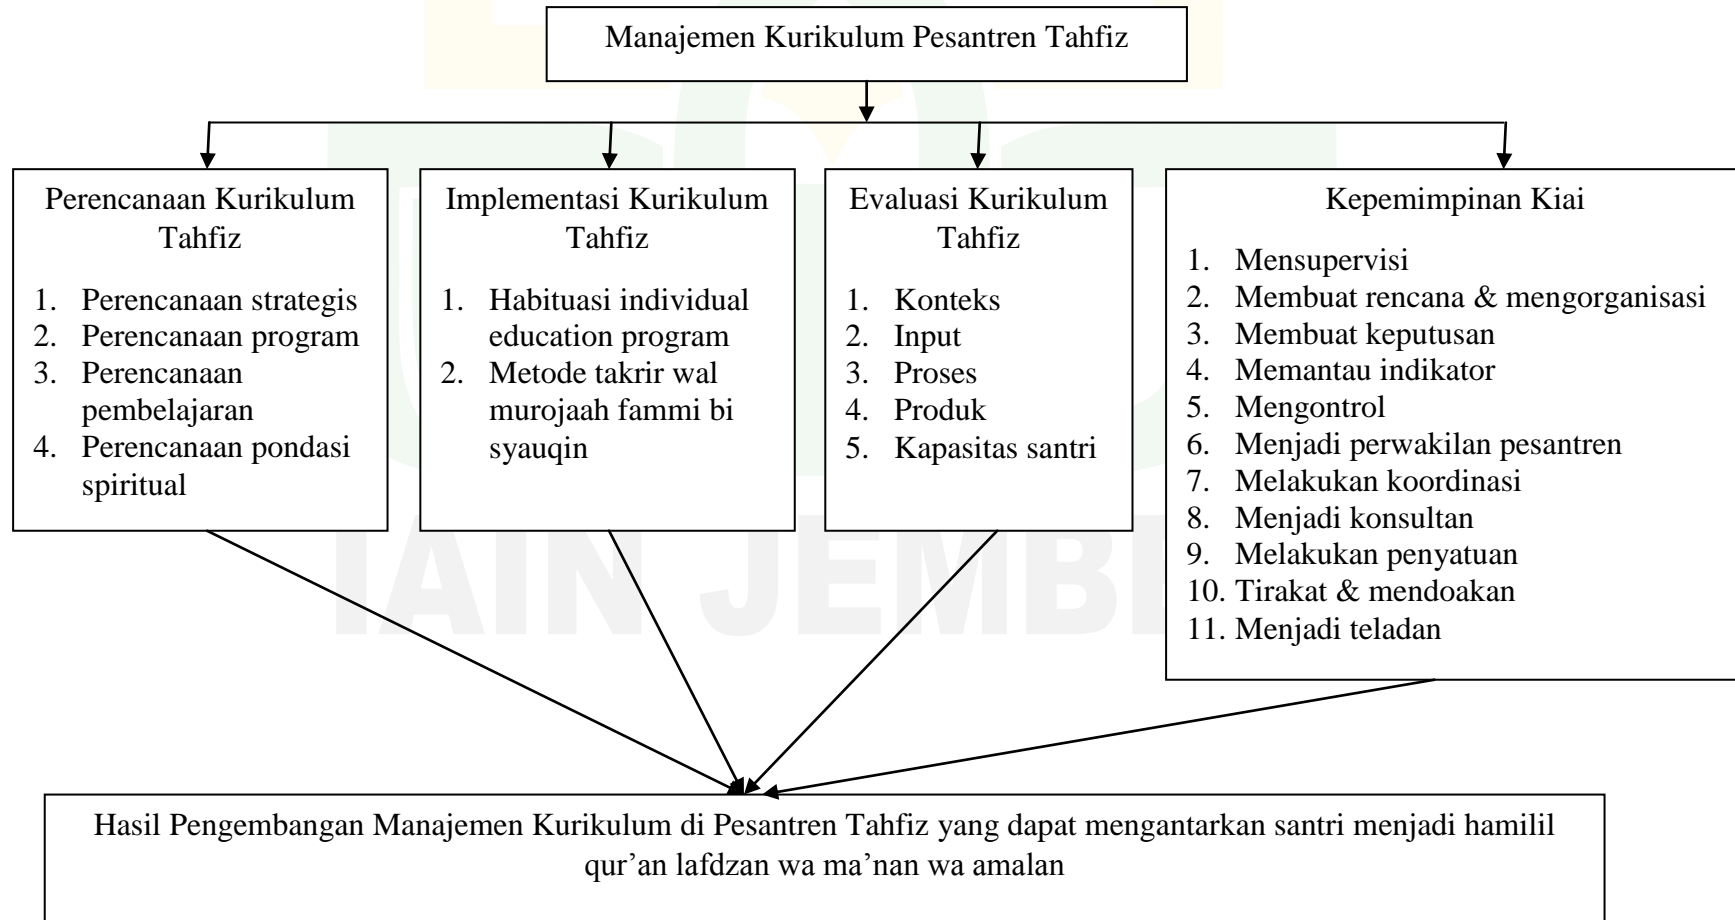 Manajemen Kurikulum Pesantren Tahfiz
Perencanaan Kurikulum
Tahfiz
1. Perencanaan strategis
2. Perencanaan program
3. Perencanaan
pembelajaran
4. Perencanaan pondasi
spiritual
Implementasi Kurikulum
Tahfiz
1. Habituasi individual
education program
2. Metode takrir wal
murojaah fammi bi
syauqin
Evaluasi Kurikulum
Tahfiz
1. Konteks
2. Input
3. Proses
4. Produk
5. Kapasitas santri
Kepemimpinan Kiai
1. Mensupervisi
2. Membuat rencana & mengorganisasi
3. Membuat keputusan
4. Memantau indikator
5. Mengontrol
6. Menjadi perwakilan pesantren
7. Melakukan koordinasi
8. Menjadi konsultan
9. Melakukan penyatuan
10. Tirakat & mendoakan
11. Menjadi teladan
IAIN JEMB
Hasil Pengembangan Manajemen Kurikulum di Pesantren Tahfiz yang dapat mengantarkan santri menjadi hamilil
qur’an lafdzan wa ma’nan wa amalan